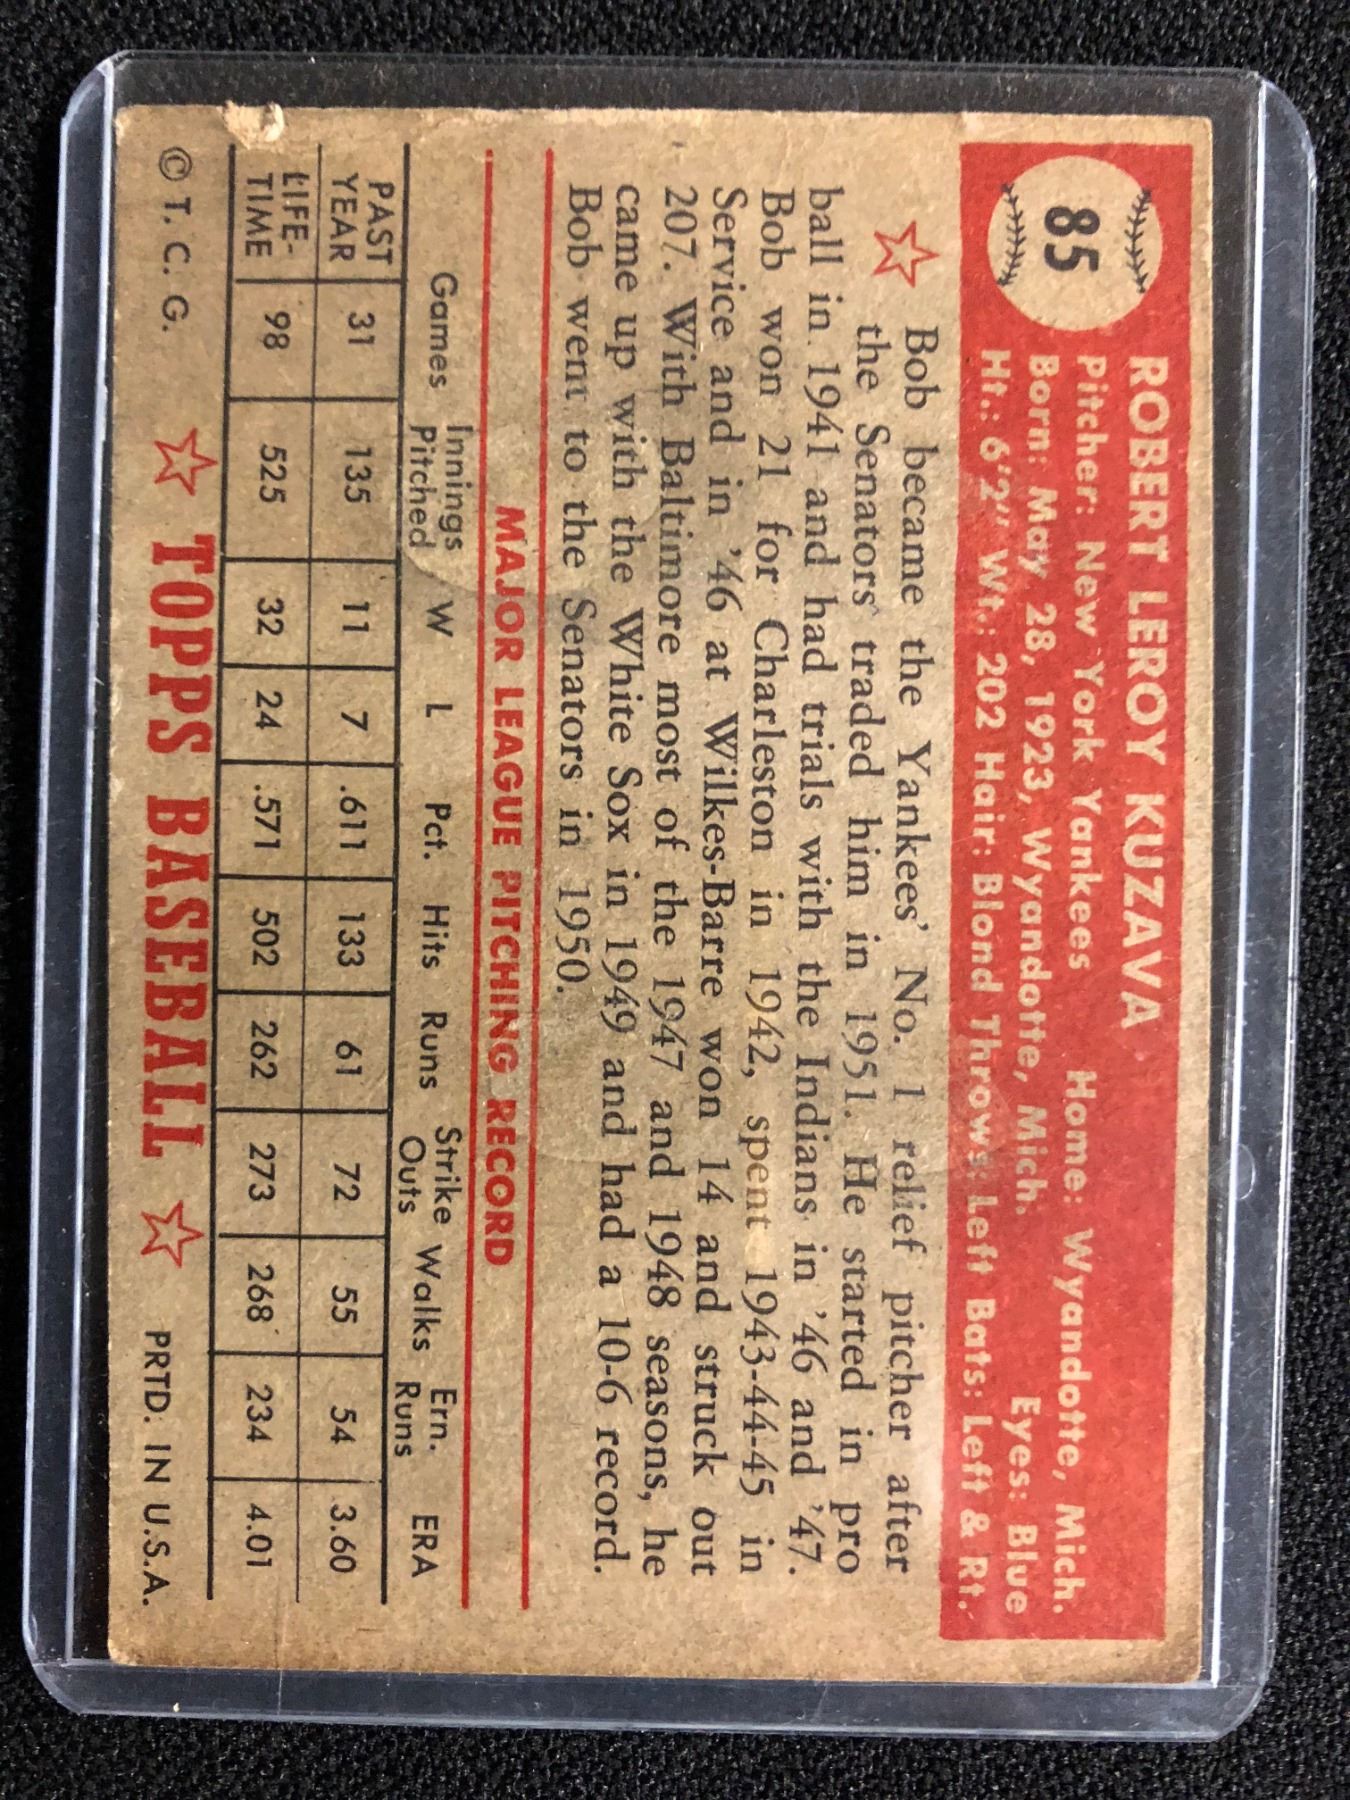 85
ROBERT LEROY KUZAVA
Pitcher: New York Yankees Home: Wyandotte, Mich.
Born: May 28, 1923, Wyandotte, Mich. Eyes: Blue
Ht.: 6'2" Wt.: 202 Hair: Blond Throws: Left Bats: Left & Rt.
Bob became the Yankees' No. 1 relief pitcher after
the Senators traded him in 1951. He started in pro
ball in 1941 and had trials with the Indians in '46 and '47.
Bob won 21 for Charleston in 1942, spent 1943-44-45 in
Service and in '46 at Wilkes-Barre won 14 and struck out
207. With Baltimore most of the 1947 and 1948 seasons, he
came up with the White Sox in 1949 and had a 10-6 record.
Bob went to the Senators in 1950.
MAJOR LEAGUE PITCHING RECORD
Games Innings Pitched W L Pct. Hits Runs Strike Outs Walks Ern. Runs ERA
PAST YEAR 31 135 11 7 .611 133 61 72 55 54 3.60
LIFE-TIME 98 525 32 24 .571 502 262 273 268 234 4.01
© T. C. G. TOPPS BASEBALL PRTD: IN U.S.A.